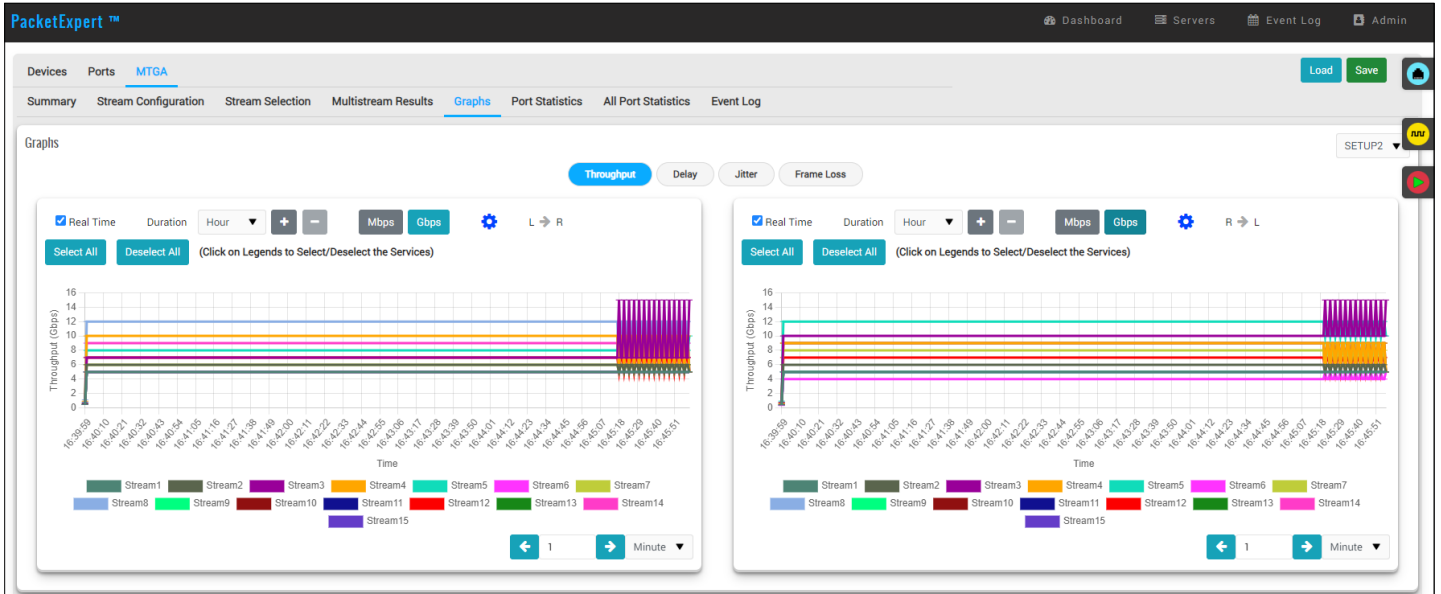 PacketExpert ™ Dashboard Servers Event Log Admin
Devices Ports MTGA Load Save
Summary Stream Configuration Stream Selection Multistream Results Graphs Port Statistics All Port Statistics Event Log
Graphs SETUP2
Throughput Delay Jitter Frame Loss
Real Time Duration Hour + − Mbps Gbps L → R
Select All Deselect All (Click on Legends to Select/Deselect the Services)
Throughput (Gbps)
16
14
12
10
8
6
4
2
0
16:39:59 16:40:10 16:40:21 16:40:32 16:40:43 16:40:54 16:41:05 16:41:16 16:41:27 16:41:38 16:41:49 16:42:00 16:42:11 16:42:22 16:42:33 16:42:44 16:42:55 16:43:06 16:43:17 16:43:28 16:43:39 16:43:50 16:44:01 16:44:12 16:44:23 16:44:34 16:44:45 16:44:56 16:45:07 16:45:18 16:45:29 16:45:40 16:45:51
Time
Stream1 Stream2 Stream3 Stream4 Stream5 Stream6 Stream7
Stream8 Stream9 Stream10 Stream11 Stream12 Stream13 Stream14
Stream15
← 1 → Minute
Real Time Duration Hour + − Mbps Gbps R → L
Select All Deselect All (Click on Legends to Select/Deselect the Services)
Throughput (Gbps)
16
14
12
10
8
6
4
2
0
16:39:59 16:40:10 16:40:21 16:40:32 16:40:43 16:40:54 16:41:05 16:41:16 16:41:27 16:41:38 16:41:49 16:42:00 16:42:11 16:42:22 16:42:33 16:42:44 16:42:55 16:43:06 16:43:17 16:43:28 16:43:39 16:43:50 16:44:01 16:44:12 16:44:23 16:44:34 16:44:45 16:44:56 16:45:07 16:45:18 16:45:29 16:45:40 16:45:51
Time
Stream1 Stream2 Stream3 Stream4 Stream5 Stream6 Stream7
Stream8 Stream9 Stream10 Stream11 Stream12 Stream13 Stream14
Stream15
← 1 → Minute